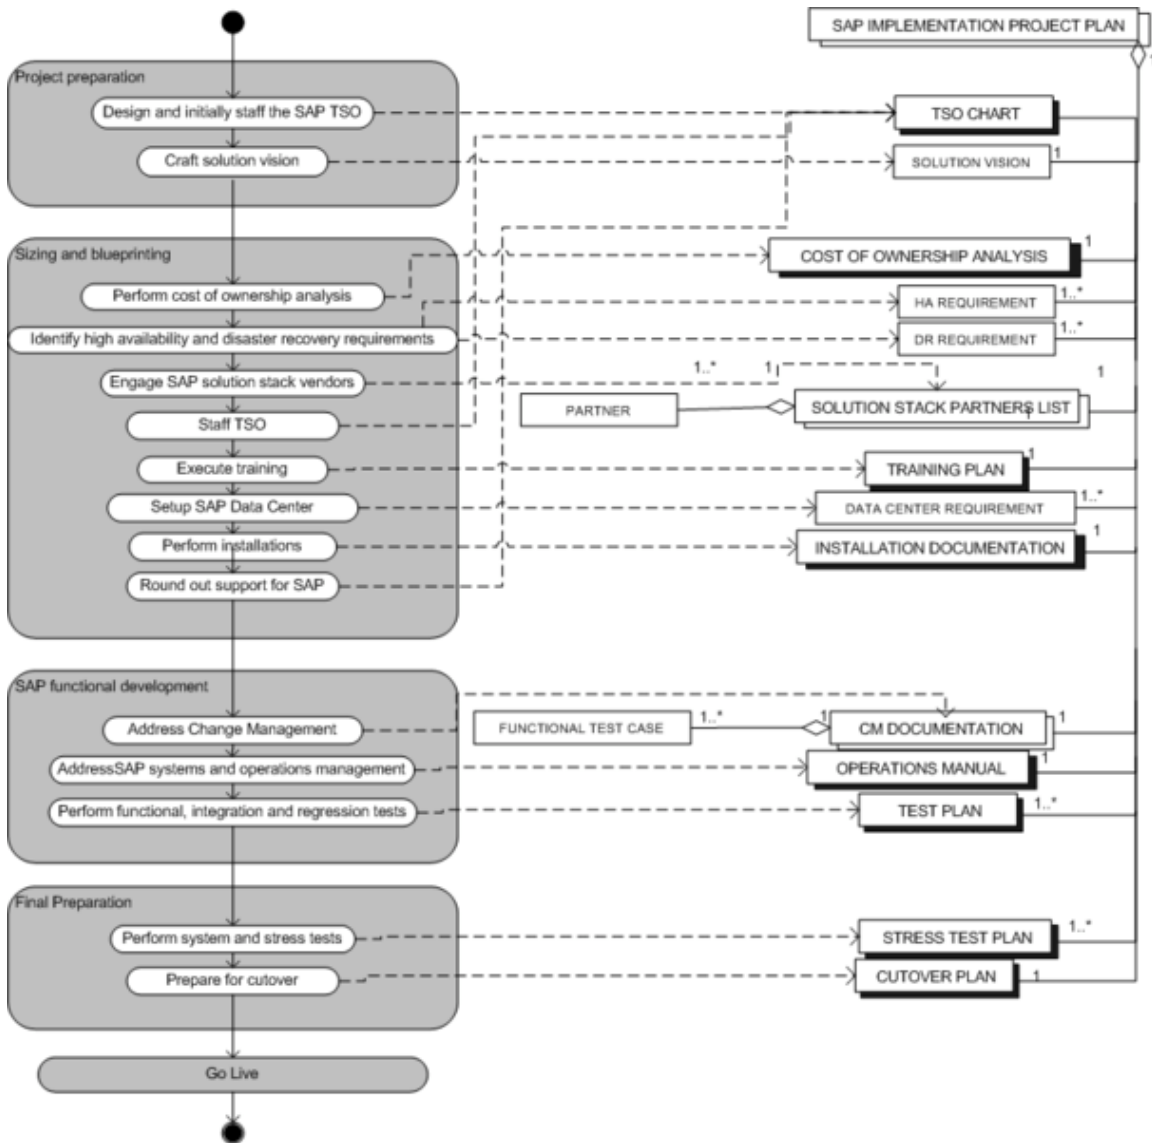 SAP IMPLEMENTATION PROJECT PLAN
1
Project preparation
Design and initially staff the SAP TSO
TSO CHART
Craft solution vision
SOLUTION VISION
1
Sizing and blueprinting
COST OF OWNERSHIP ANALYSIS
1
Perform cost of ownership analysis
HA REQUIREMENT
1..*
Identify high availability and disaster recovery requirements
DR REQUIREMENT
1..*
Engage SAP solution stack vendors
1..*
1
1
PARTNER
SOLUTION STACK PARTNERS LIST
1
Staff TSO
Execute training
TRAINING PLAN
1
Setup SAP Data Center
DATA CENTER REQUIREMENT
1..*
Perform installations
INSTALLATION DOCUMENTATION
1
Round out support for SAP
SAP functional development
Address Change Management
FUNCTIONAL TEST CASE
1..*
1
CM DOCUMENTATION
1
AddressSAP systems and operations management
OPERATIONS MANUAL
1
Perform functional, integration and regression tests
TEST PLAN
1..*
Final Preparation
Perform system and stress tests
STRESS TEST PLAN
1..*
Prepare for cutover
CUTOVER PLAN
1
Go Live